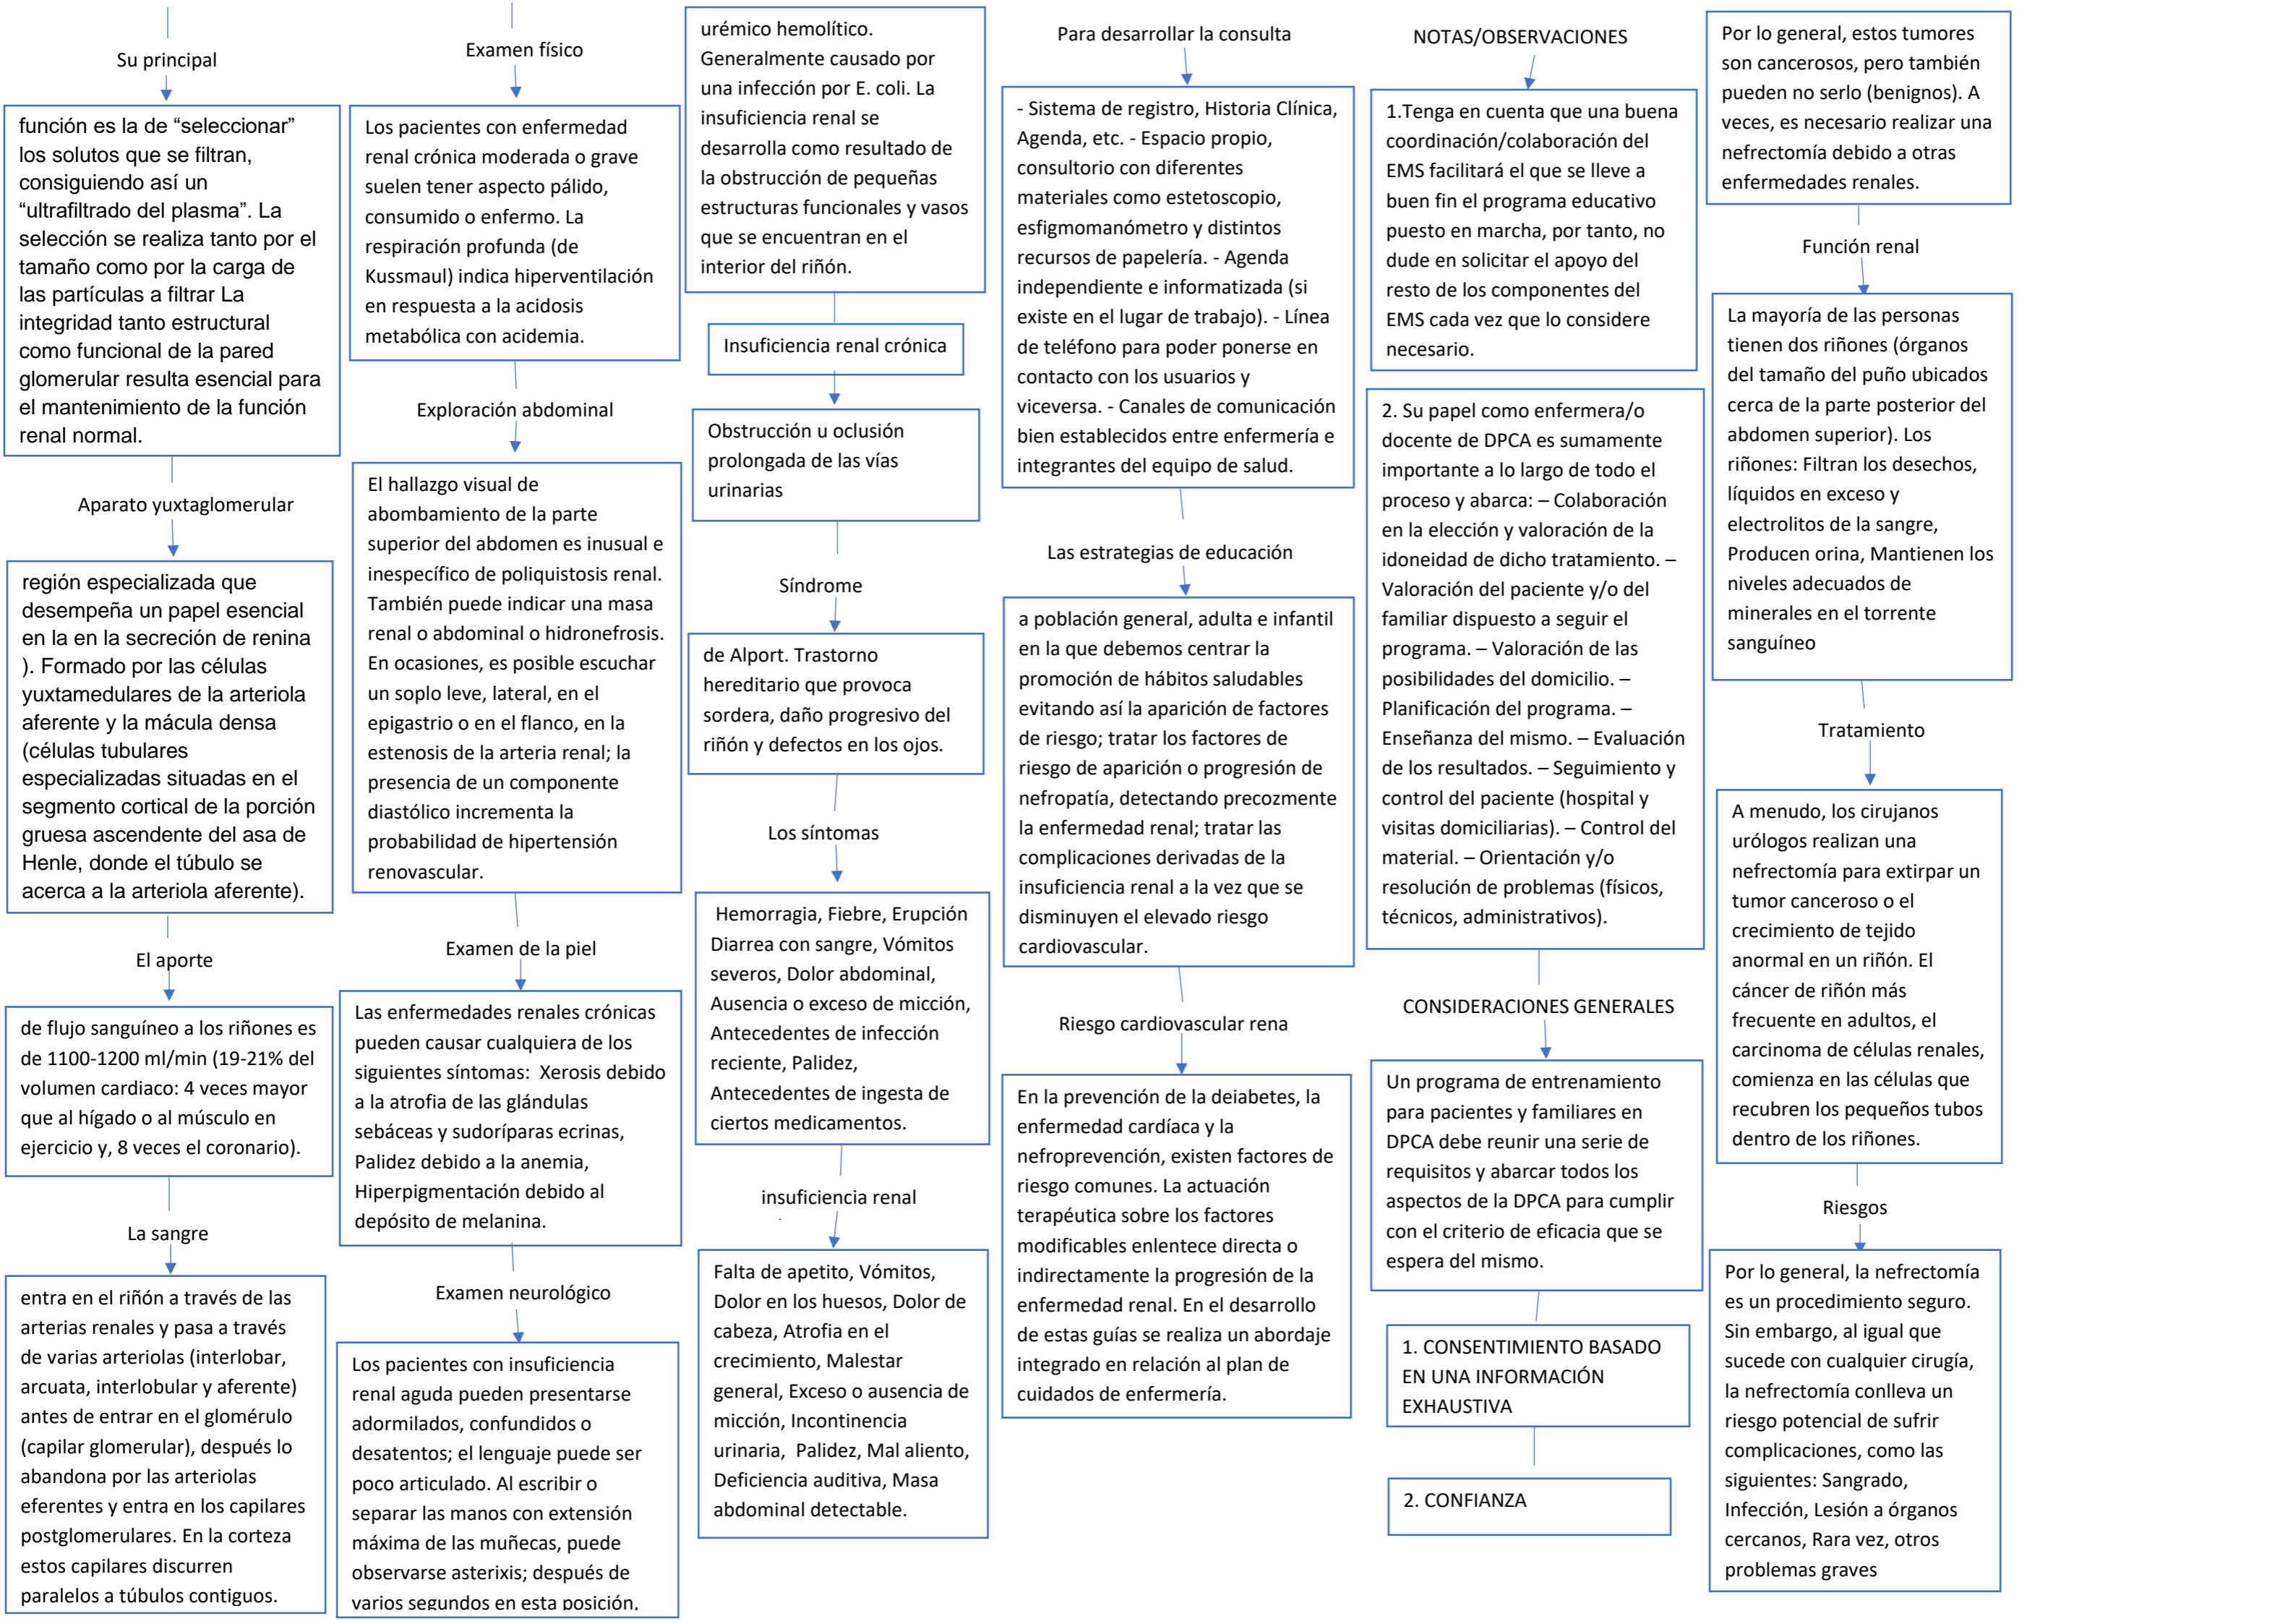 Su principal
función es la de “seleccionar”
los solutos que se filtran,
consiguiendo así un
“ultrafiltrado del plasma”. La
selección se realiza tanto por el
tamaño como por la carga de
las partículas a filtrar La
integridad tanto estructural
como funcional de la pared
glomerular resulta esencial para
el mantenimiento de la función
renal normal.
Aparato yuxtaglomerular
región especializada que
desempeña un papel esencial
en la en la secreción de renina
). Formado por las células
yuxtamedulares de la arteriola
aferente y la mácula densa
(células tubulares
especializadas situadas en el
segmento cortical de la porción
gruesa ascendente del asa de
Henle, donde el túbulo se
acerca a la arteriola aferente).
El aporte
de flujo sanguíneo a los riñones es
de 1100-1200 ml/min (19-21% del
volumen cardiaco: 4 veces mayor
que al hígado o al músculo en
ejercicio y, 8 veces el coronario).
La sangre
entra en el riñón a través de las
arterias renales y pasa a través
de varias arteriolas (interlobar,
arcuata, interlobular y aferente)
antes de entrar en el glomérulo
(capilar glomerular), después lo
abandona por las arteriolas
eferentes y entra en los capilares
postglomerulares. En la corteza
estos capilares discurren
paralelos a túbulos contiguos.
Examen físico
Los pacientes con enfermedad
renal crónica moderada o grave
suelen tener aspecto pálido,
consumido o enfermo. La
respiración profunda (de
Kussmaul) indica hiperventilación
en respuesta a la acidosis
metabólica con acidemia.
Exploración abdominal
El hallazgo visual de
abombamiento de la parte
superior del abdomen es inusual e
inespecífico de poliquistosis renal.
También puede indicar una masa
renal o abdominal o hidronefrosis.
En ocasiones, es posible escuchar
un soplo leve, lateral, en el
epigastrio o en el flanco, en la
estenosis de la arteria renal; la
presencia de un componente
diastólico incrementa la
probabilidad de hipertensión
renovascular.
Examen de la piel
Las enfermedades renales crónicas
pueden causar cualquiera de los
siguientes síntomas:  Xerosis debido
a la atrofia de las glándulas
sebáceas y sudoríparas ecrinas,
Palidez debido a la anemia,
Hiperpigmentación debido al
depósito de melanina.
Examen neurológico
Los pacientes con insuficiencia
renal aguda pueden presentarse
adormilados, confundidos o
desatentos; el lenguaje puede ser
poco articulado. Al escribir o
separar las manos con extensión
máxima de las muñecas, puede
observarse asterixis; después de
varios segundos en esta posición,
urémico hemolítico.
Generalmente causado por
una infección por E. coli. La
insuficiencia renal se
desarrolla como resultado de
la obstrucción de pequeñas
estructuras funcionales y vasos
que se encuentran en el
interior del riñón.
Insuficiencia renal crónica
Obstrucción u oclusión
prolongada de las vías
urinarias
Síndrome
de Alport. Trastorno
hereditario que provoca
sordera, daño progresivo del
riñón y defectos en los ojos.
Los síntomas
Hemorragia, Fiebre, Erupción
Diarrea con sangre, Vómitos
severos, Dolor abdominal,
Ausencia o exceso de micción,
Antecedentes de infección
reciente, Palidez,
Antecedentes de ingesta de
ciertos medicamentos.
insuficiencia renal
Falta de apetito, Vómitos,
Dolor en los huesos, Dolor de
cabeza, Atrofia en el
crecimiento, Malestar
general, Exceso o ausencia de
micción, Incontinencia
urinaria,  Palidez, Mal aliento,
Deficiencia auditiva, Masa
abdominal detectable.
Para desarrollar la consulta
- Sistema de registro, Historia Clínica,
Agenda, etc. - Espacio propio,
consultorio con diferentes
materiales como estetoscopio,
esfigmomanómetro y distintos
recursos de papelería. - Agenda
independiente e informatizada (si
existe en el lugar de trabajo). - Línea
de teléfono para poder ponerse en
contacto con los usuarios y
viceversa. - Canales de comunicación
bien establecidos entre enfermería e
integrantes del equipo de salud.
Las estrategias de educación
a población general, adulta e infantil
en la que debemos centrar la
promoción de hábitos saludables
evitando así la aparición de factores
de riesgo; tratar los factores de
riesgo de aparición o progresión de
nefropatía, detectando precozmente
la enfermedad renal; tratar las
complicaciones derivadas de la
insuficiencia renal a la vez que se
disminuyen el elevado riesgo
cardiovascular.
Riesgo cardiovascular rena
En la prevención de la deiabetes, la
enfermedad cardíaca y la
nefroprevención, existen factores de
riesgo comunes. La actuación
terapéutica sobre los factores
modificables enlentece directa o
indirectamente la progresión de la
enfermedad renal. En el desarrollo
de estas guías se realiza un abordaje
integrado en relación al plan de
cuidados de enfermería.
NOTAS/OBSERVACIONES
1.Tenga en cuenta que una buena
coordinación/colaboración del
EMS facilitará el que se lleve a
buen fin el programa educativo
puesto en marcha, por tanto, no
dude en solicitar el apoyo del
resto de los componentes del
EMS cada vez que lo considere
necesario.
2. Su papel como enfermera/o
docente de DPCA es sumamente
importante a lo largo de todo el
proceso y abarca: – Colaboración
en la elección y valoración de la
idoneidad de dicho tratamiento. –
Valoración del paciente y/o del
familiar dispuesto a seguir el
programa. – Valoración de las
posibilidades del domicilio. –
Planificación del programa. –
Enseñanza del mismo. – Evaluación
de los resultados. – Seguimiento y
control del paciente (hospital y
visitas domiciliarias). – Control del
material. – Orientación y/o
resolución de problemas (físicos,
técnicos, administrativos).
CONSIDERACIONES GENERALES
Un programa de entrenamiento
para pacientes y familiares en
DPCA debe reunir una serie de
requisitos y abarcar todos los
aspectos de la DPCA para cumplir
con el criterio de eficacia que se
espera del mismo.
1. CONSENTIMIENTO BASADO
EN UNA INFORMACIÓN
EXHAUSTIVA
2. CONFIANZA
Por lo general, estos tumores
son cancerosos, pero también
pueden no serlo (benignos). A
veces, es necesario realizar una
nefrectomía debido a otras
enfermedades renales.
Función renal
La mayoría de las personas
tienen dos riñones (órganos
del tamaño del puño ubicados
cerca de la parte posterior del
abdomen superior). Los
riñones: Filtran los desechos,
líquidos en exceso y
electrolitos de la sangre,
Producen orina, Mantienen los
niveles adecuados de
minerales en el torrente
sanguíneo
Tratamiento
A menudo, los cirujanos
urólogos realizan una
nefrectomía para extirpar un
tumor canceroso o el
crecimiento de tejido
anormal en un riñón. El
cáncer de riñón más
frecuente en adultos, el
carcinoma de células renales,
comienza en las células que
recubren los pequeños tubos
dentro de los riñones.
Riesgos
Por lo general, la nefrectomía
es un procedimiento seguro.
Sin embargo, al igual que
sucede con cualquier cirugía,
la nefrectomía conlleva un
riesgo potencial de sufrir
complicaciones, como las
siguientes: Sangrado,
Infección, Lesión a órganos
cercanos, Rara vez, otros
problemas graves